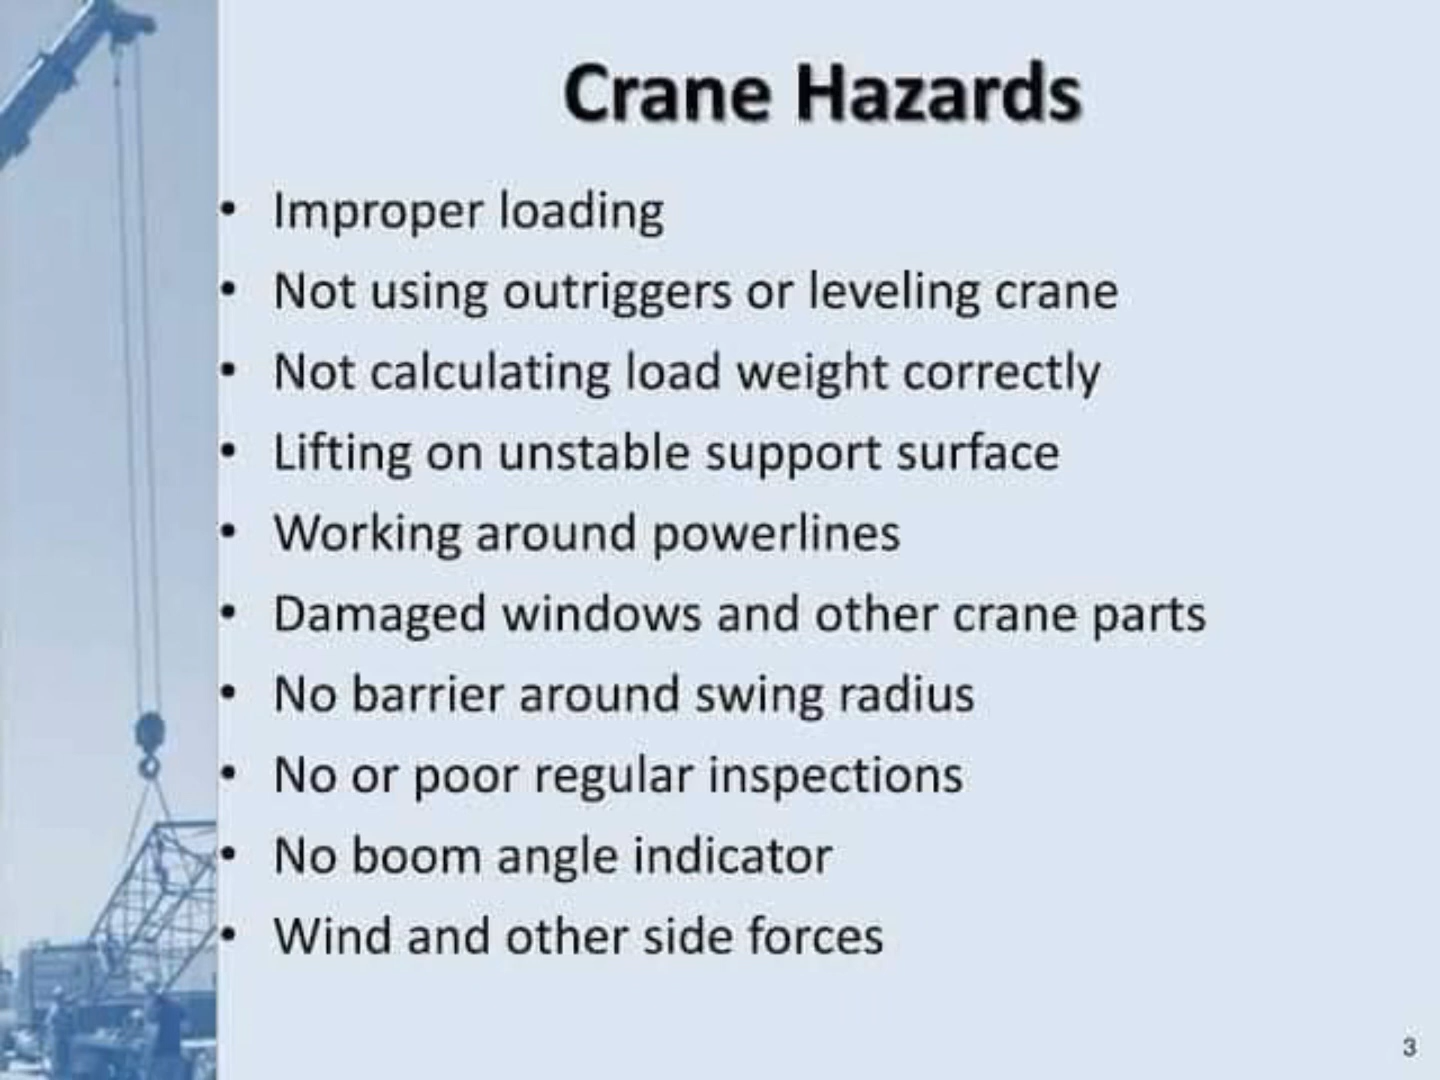 Crane Hazards
• Improper loading
• Not using outriggers or leveling crane
• Not calculating load weight correctly
• Lifting on unstable support surface
• Working around powerlines
• Damaged windows and other crane parts
• No barrier around swing radius
• No or poor regular inspections
• No boom angle indicator
• Wind and other side forces
3